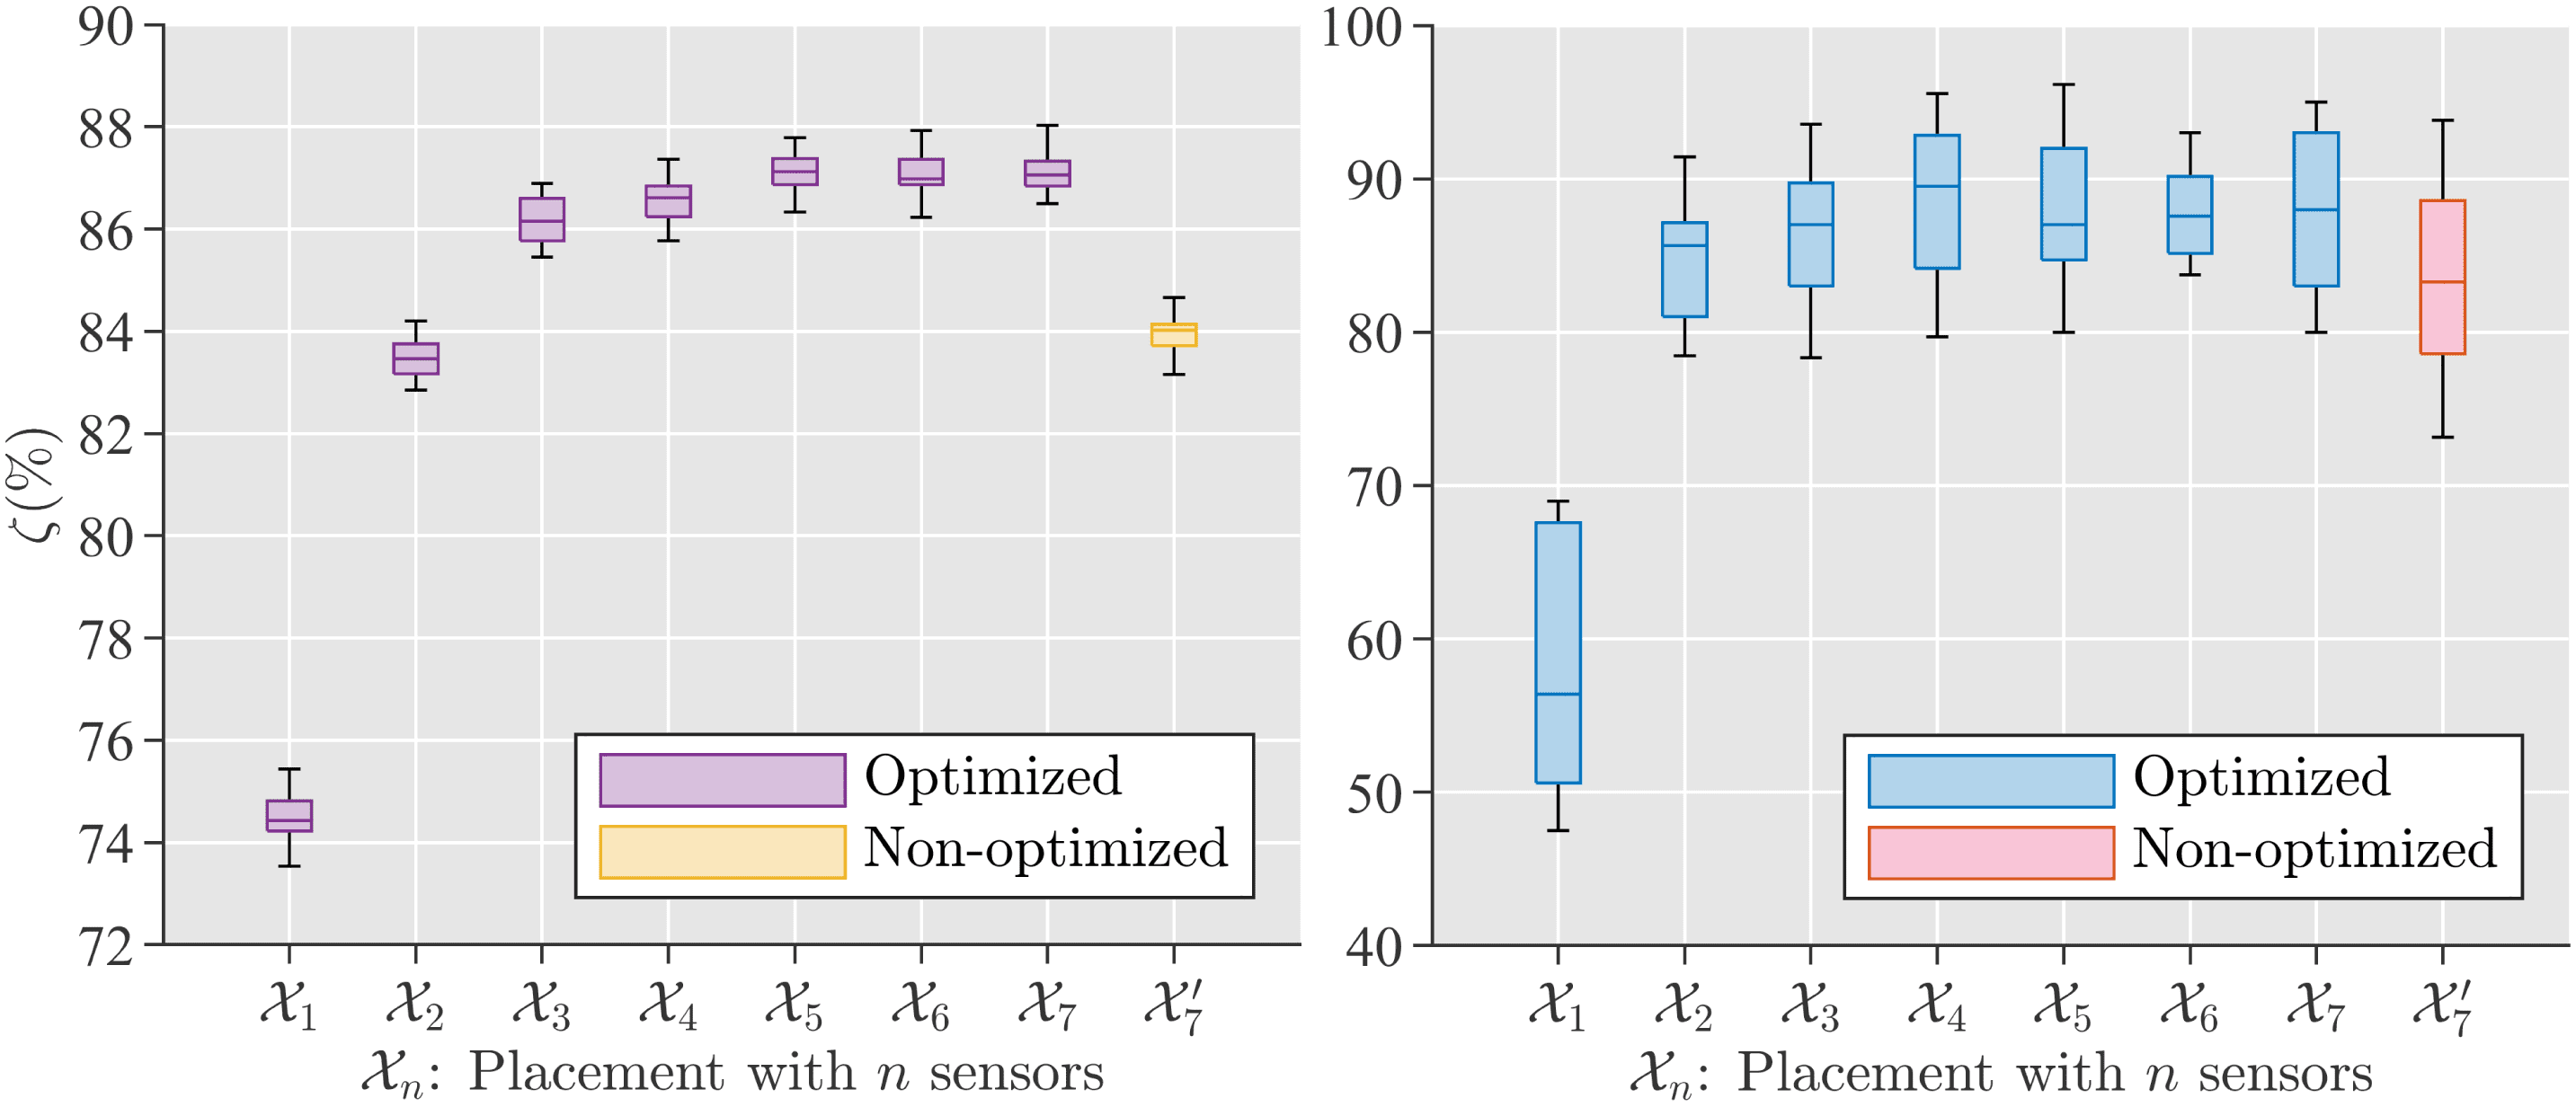 90
88
86
84
82
80
78
76
74
72
ζ(%)
Optimized
Non-optimized
𝒳₁ 𝒳₂ 𝒳₃ 𝒳₄ 𝒳₅ 𝒳₆ 𝒳₇ 𝒳′₇
𝒳ₙ: Placement with n sensors
100
90
80
70
60
50
40
Optimized
Non-optimized
𝒳₁ 𝒳₂ 𝒳₃ 𝒳₄ 𝒳₅ 𝒳₆ 𝒳₇ 𝒳′₇
𝒳ₙ: Placement with n sensors